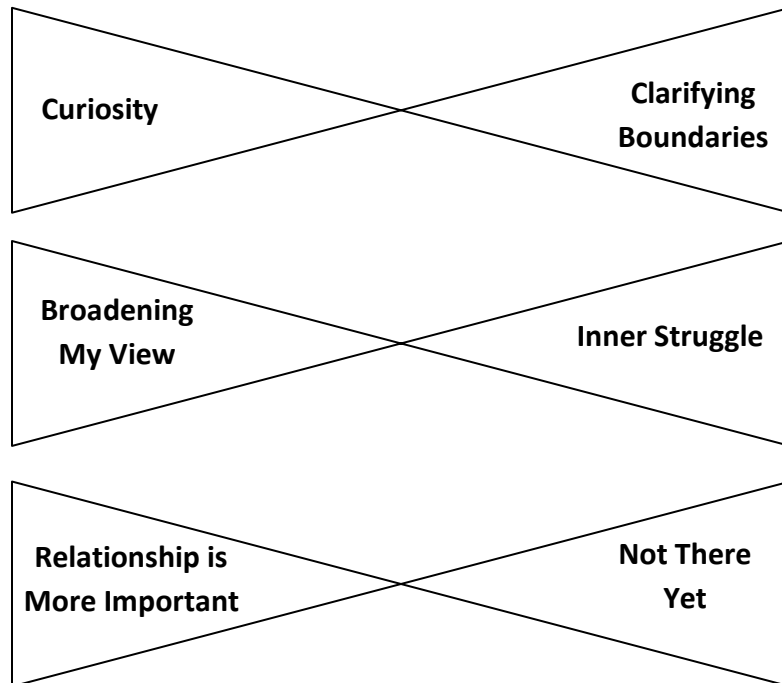 Curiosity
Clarifying
Boundaries
Broadening
My View
Inner Struggle
Relationship is
More Important
Not There
Yet